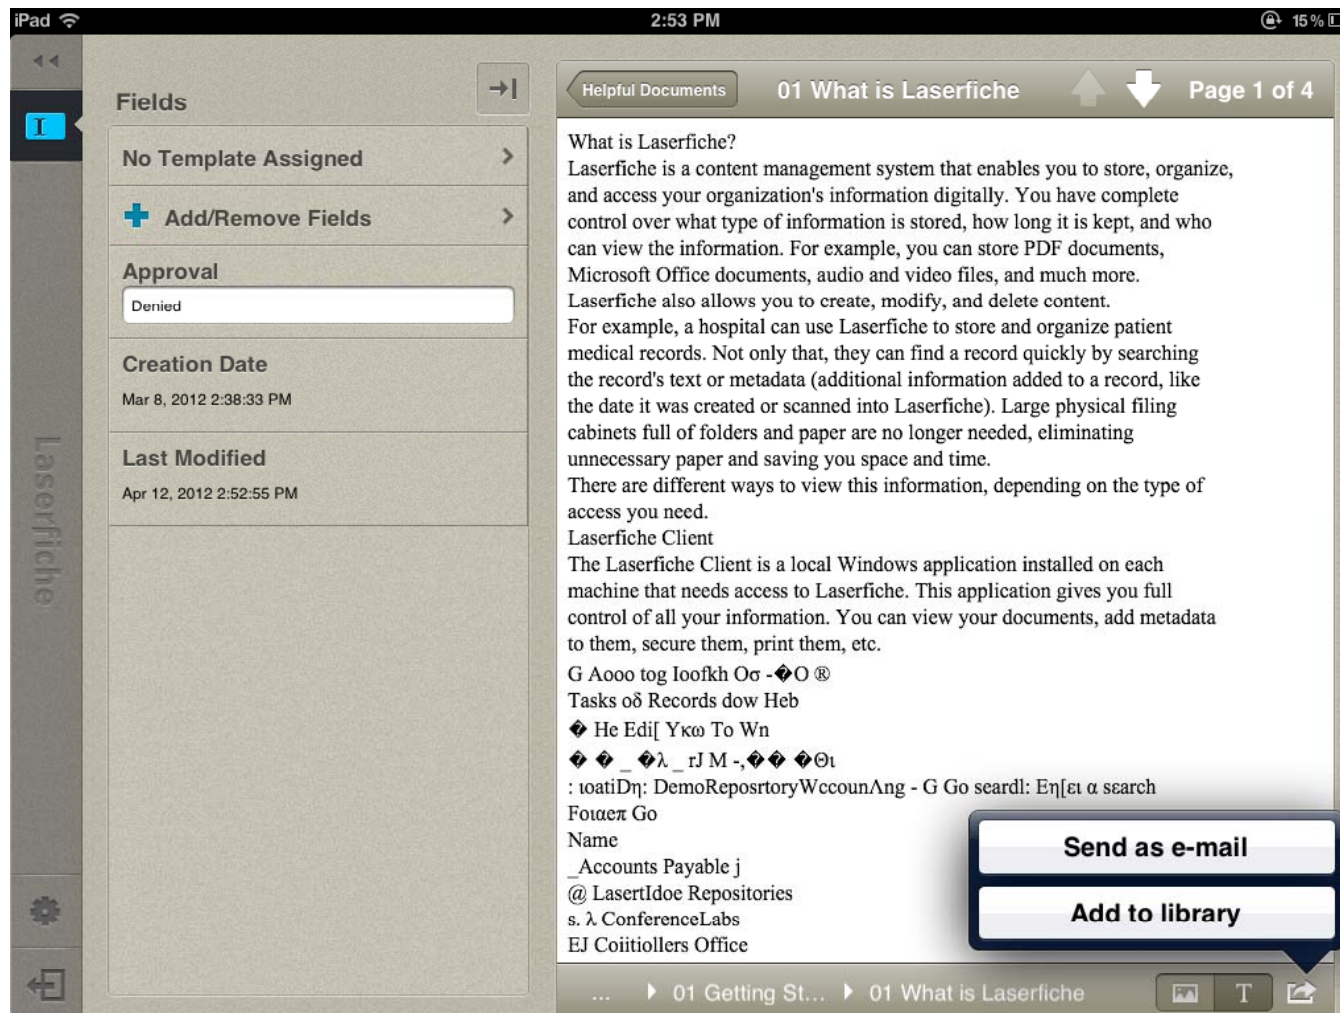 iPad
2:53 PM
15%
Fields
No Template Assigned
Add/Remove Fields
Approval
Denied
Creation Date
Mar 8, 2012 2:38:33 PM
Last Modified
Apr 12, 2012 2:52:55 PM
Laserfiche
Helpful Documents
01 What is Laserfiche
Page 1 of 4
What is Laserfiche?
Laserfiche is a content management system that enables you to store, organize,
and access your organization's information digitally. You have complete
control over what type of information is stored, how long it is kept, and who
can view the information. For example, you can store PDF documents,
Microsoft Office documents, audio and video files, and much more.
Laserfiche also allows you to create, modify, and delete content.
For example, a hospital can use Laserfiche to store and organize patient
medical records. Not only that, they can find a record quickly by searching
the record's text or metadata (additional information added to a record, like
the date it was created or scanned into Laserfiche). Large physical filing
cabinets full of folders and paper are no longer needed, eliminating
unnecessary paper and saving you space and time.
There are different ways to view this information, depending on the type of
access you need.
Laserfiche Client
The Laserfiche Client is a local Windows application installed on each
machine that needs access to Laserfiche. This application gives you full
control of all your information. You can view your documents, add metadata
to them, secure them, print them, etc.
G Aooo tog Ioofkh Οσ -�O ®
Tasks οδ Records dow Heb
� He Edi[ Υκω To Wn
� � _ �λ _ rJ M -,�� �Θι
: ιοatiDη: DemoReposrtoryWccounΛng - G Go seardl: Εη[ει α search
Foιαεπ Go
Name
_Accounts Payable j
@ LasertIdoe Repositories
s. λ ConferenceLabs
EJ Coiitiollers Office
Send as e-mail
Add to library
... 01 Getting St... 01 What is Laserfiche
T